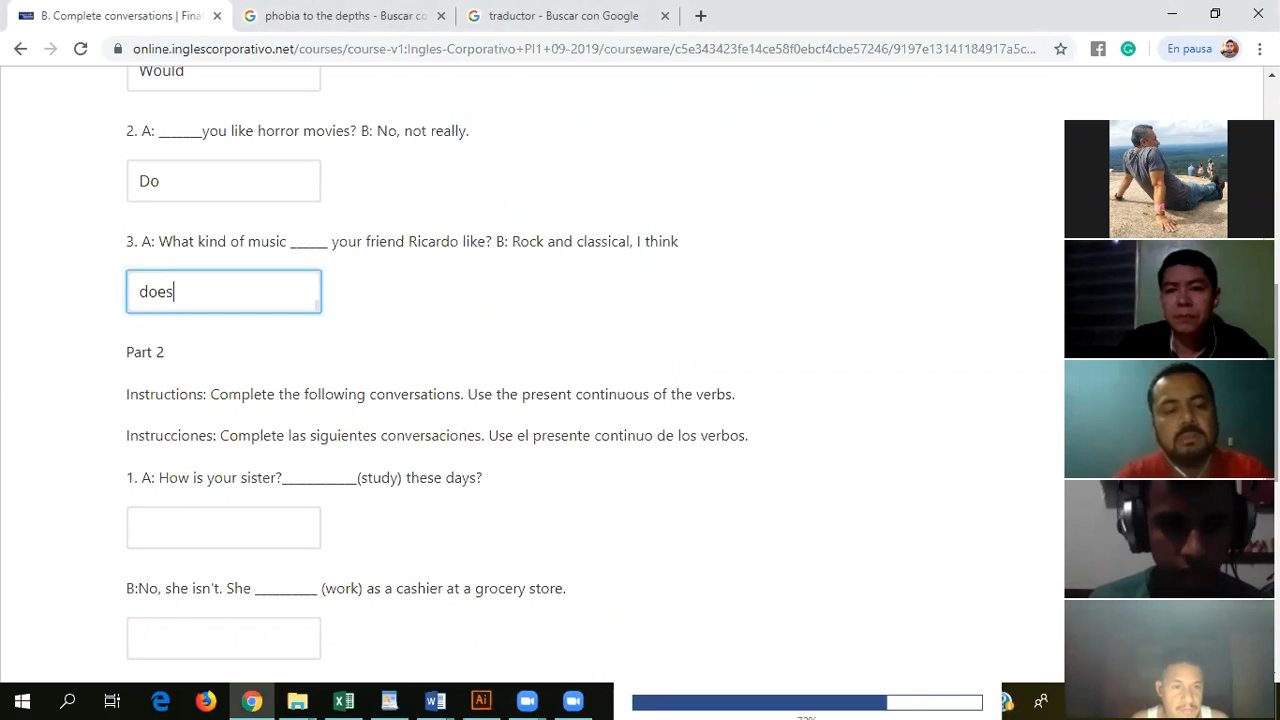 B. Complete conversations | Final
phobia to the depths - Buscar co
traductor - Buscar con Google
online.inglescorporativo.net/courses/course-v1:Ingles-Corporativo+PI1+09-2019/courseware/c5e343423fe14ce58f0ebcf4cbe57246/9197e13141184917a5c...
En pausa
Would
2. A: _______you like horror movies? B: No, not really.
Do
3. A: What kind of music ______ your friend Ricardo like? B: Rock and classical, I think
does
Part 2
Instructions: Complete the following conversations. Use the present continuous of the verbs.
Instrucciones: Complete las siguientes conversaciones. Use el presente continuo de los verbos.
1. A: How is your sister?____________(study) these days?
B:No, she isn't. She __________ (work) as a cashier at a grocery store.
72%